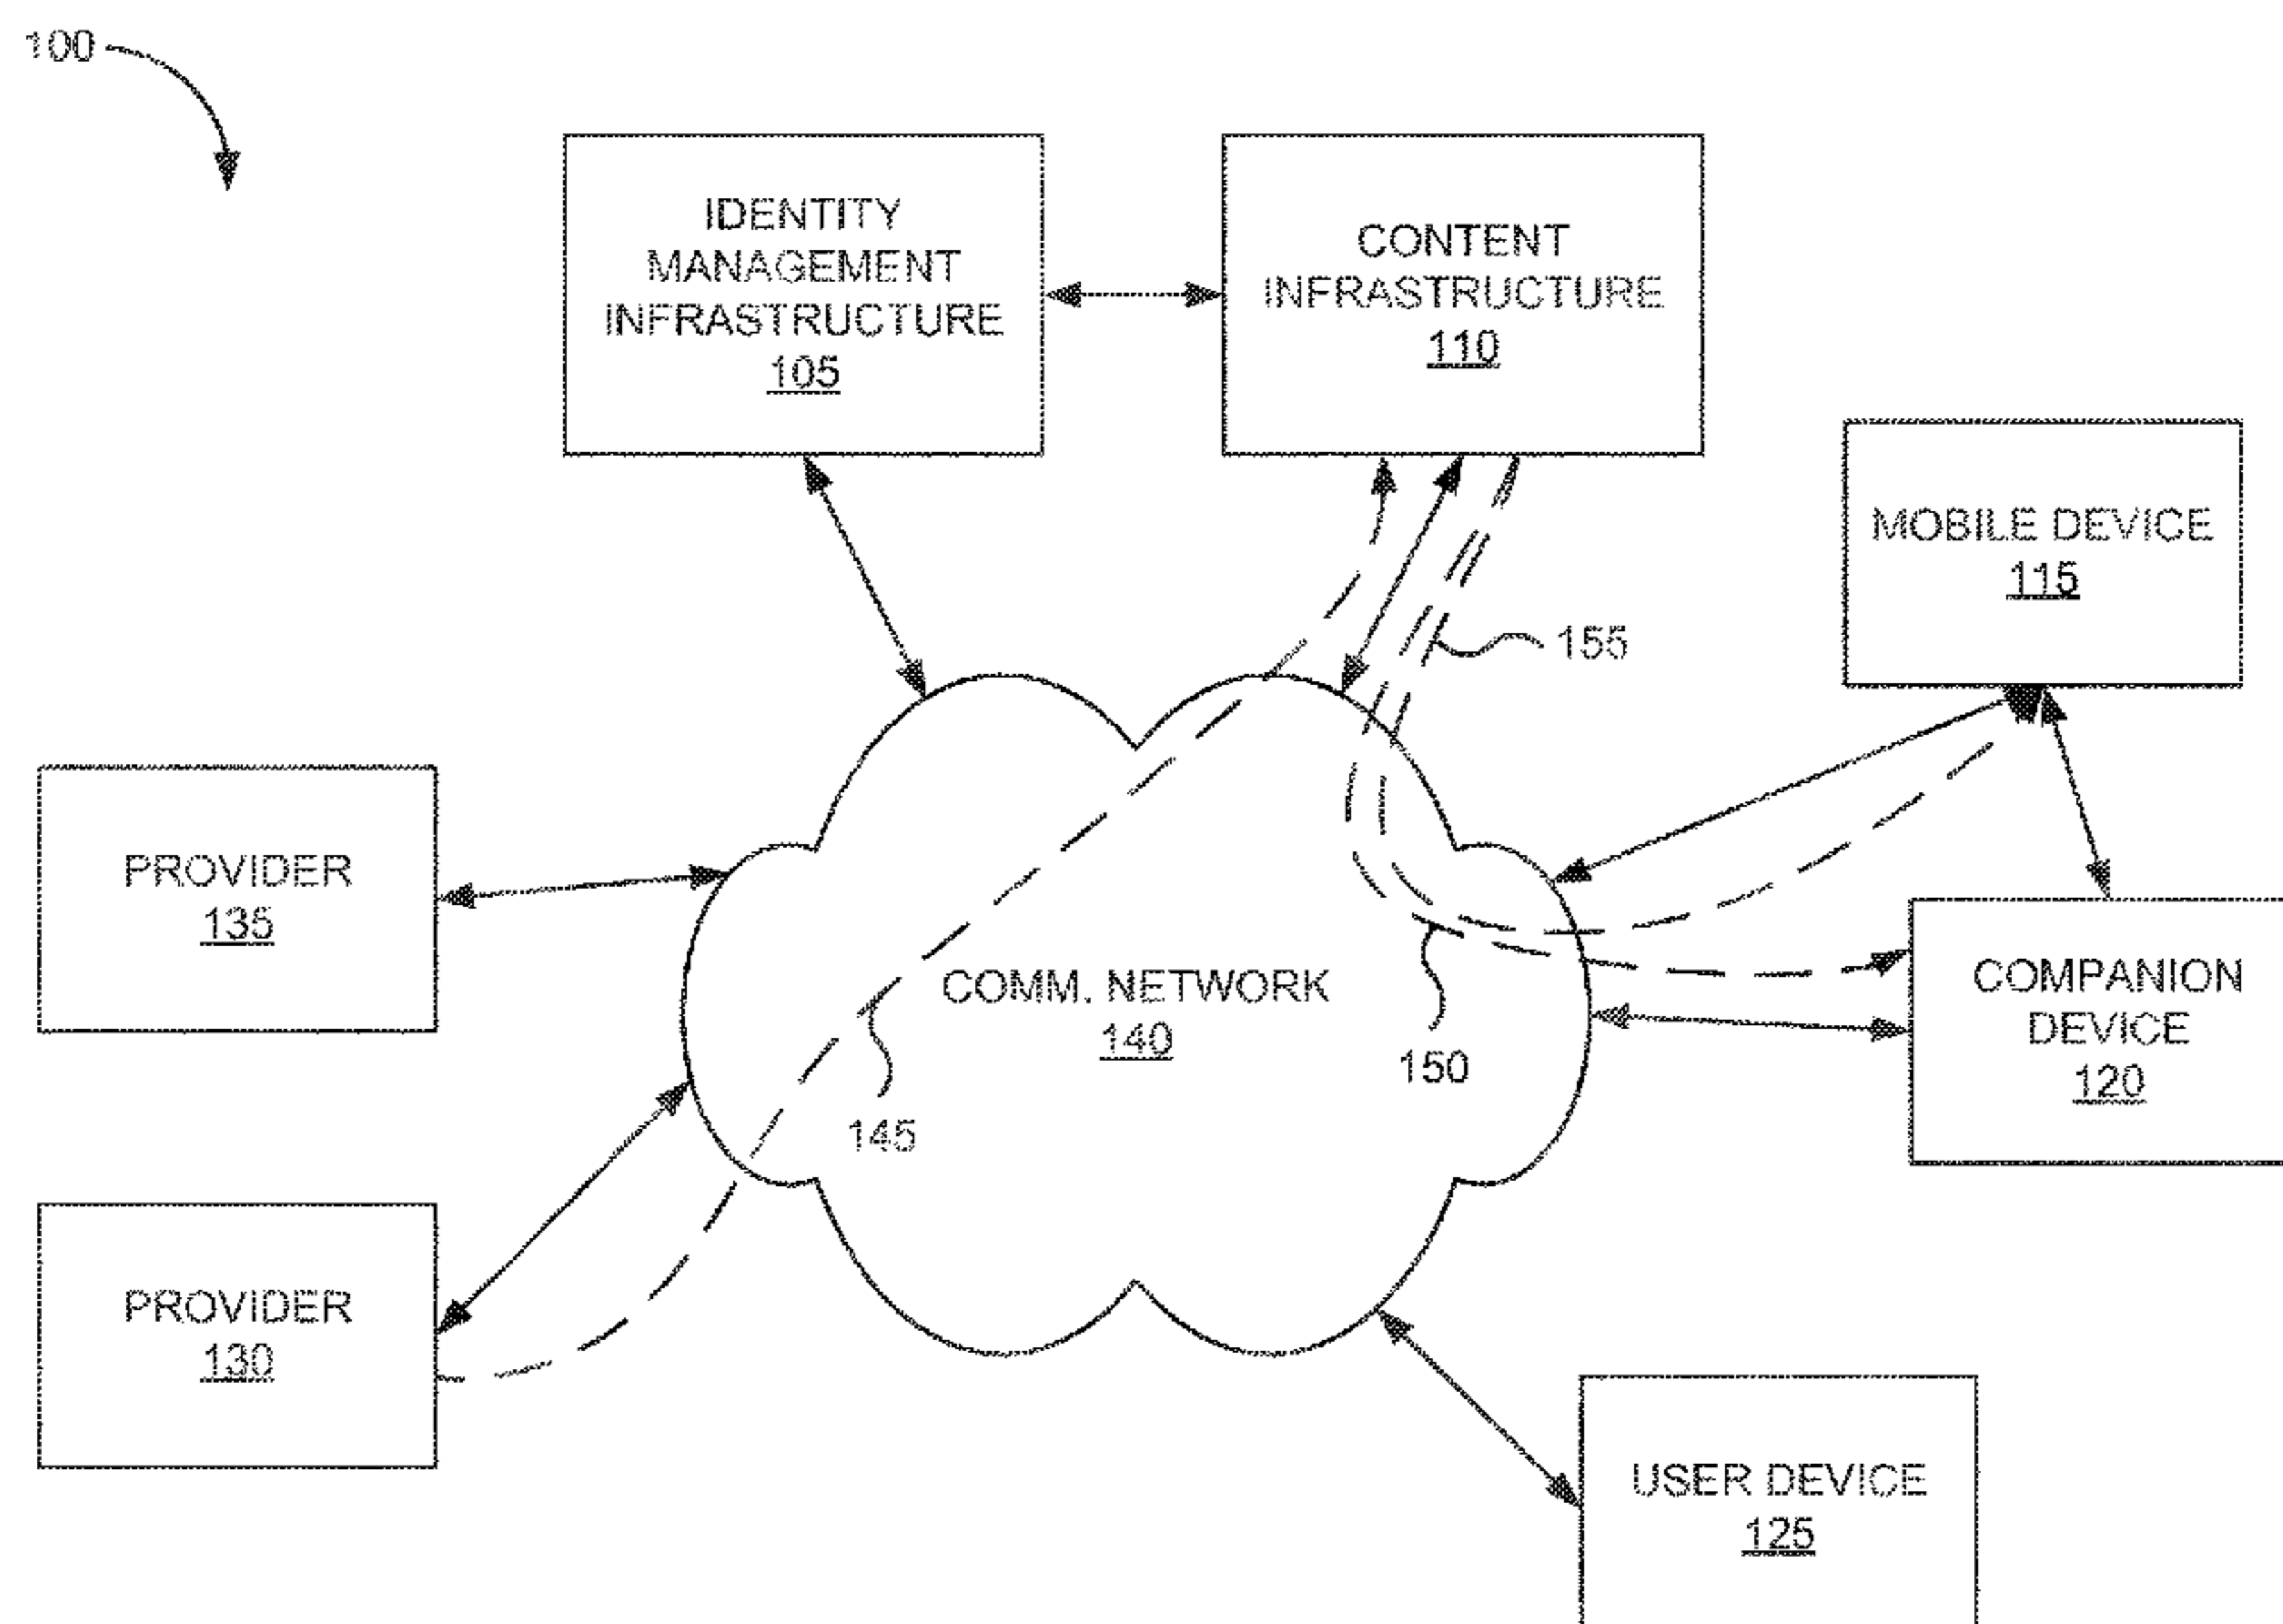 100
IDENTITY
MANAGEMENT
INFRASTRUCTURE
105
CONTENT
INFRASTRUCTURE
110
MOBILE DEVICE
115
155
PROVIDER
135
COMM. NETWORK
140
145
150
COMPANION
DEVICE
120
PROVIDER
130
USER DEVICE
125